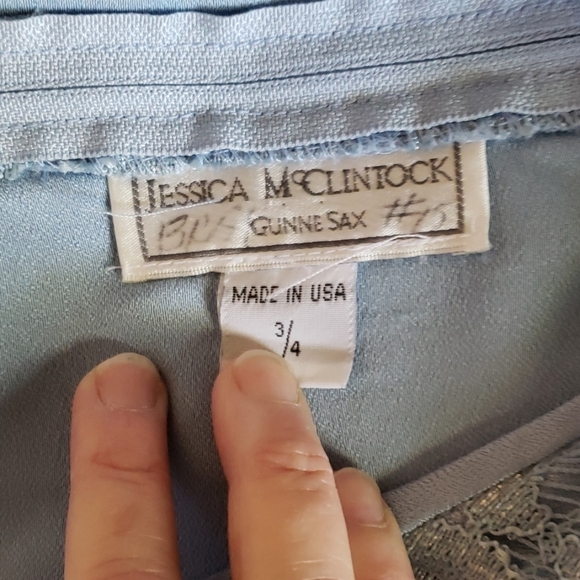 JESSICA McCLINTOCK
GUNNE SAX
MADE IN USA
3/4